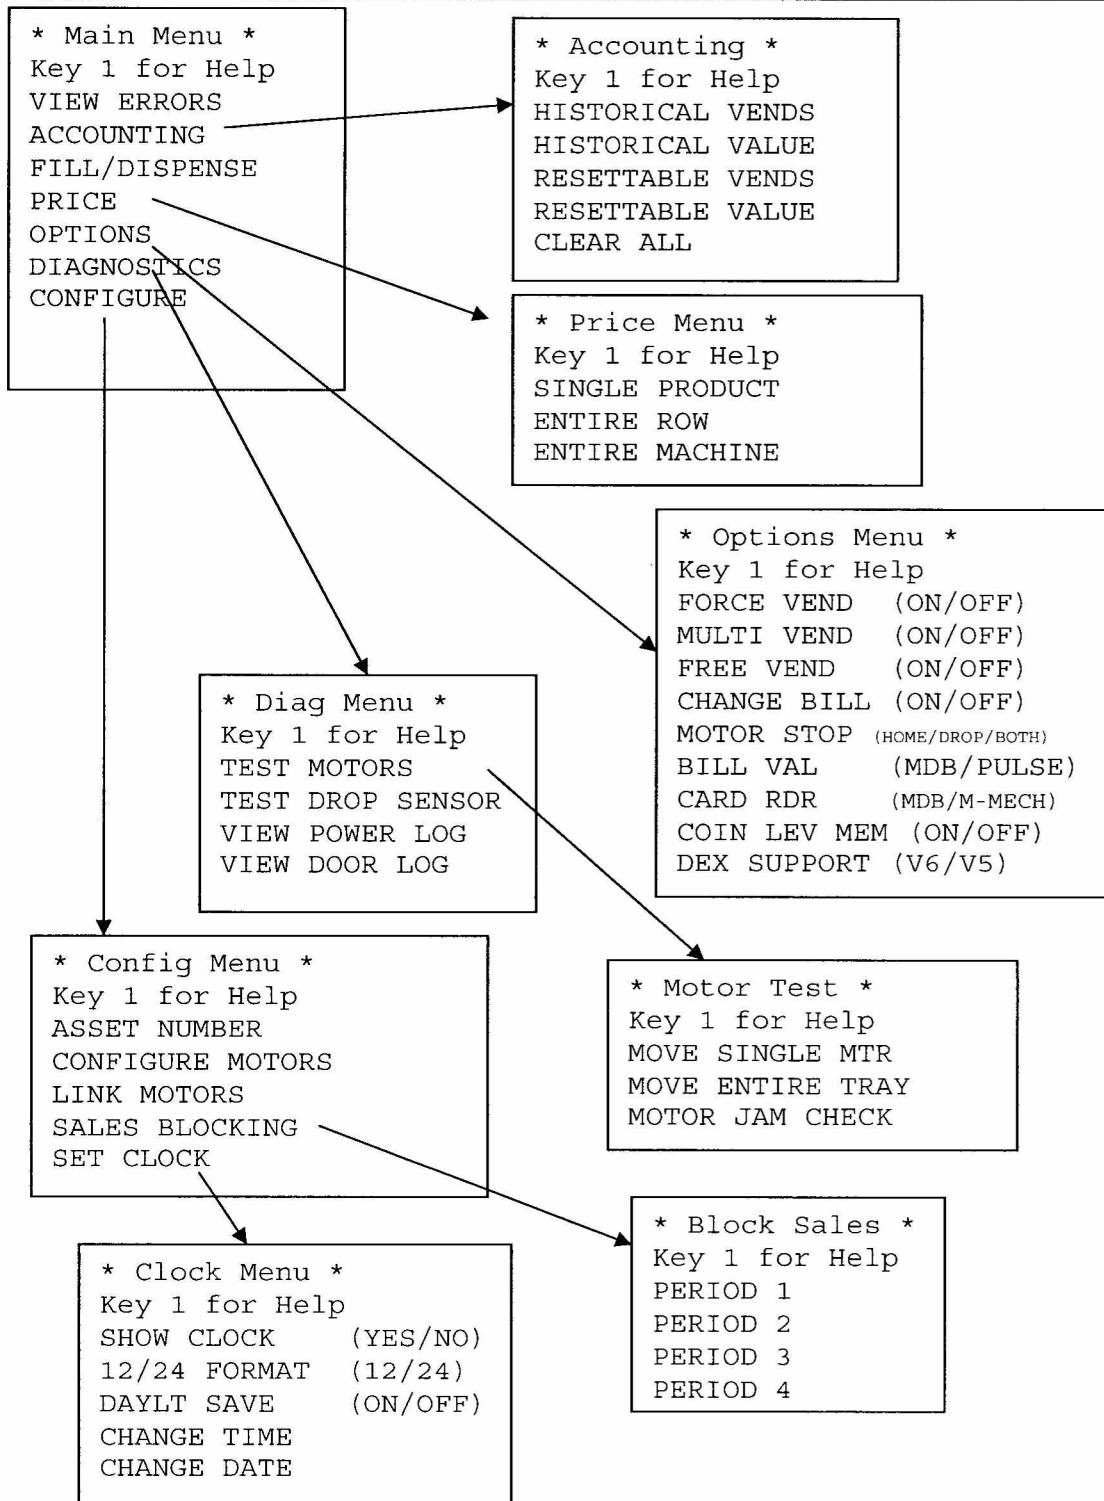 * Main Menu *
Key 1 for Help
VIEW ERRORS
ACCOUNTING
FILL/DISPENSE
PRICE
OPTIONS
DIAGNOSTICS
CONFIGURE
* Accounting *
Key 1 for Help
HISTORICAL VENDS
HISTORICAL VALUE
RESETTABLE VENDS
RESETTABLE VALUE
CLEAR ALL
* Price Menu *
Key 1 for Help
SINGLE PRODUCT
ENTIRE ROW
ENTIRE MACHINE
* Options Menu *
Key 1 for Help
FORCE VEND (ON/OFF)
MULTI VEND (ON/OFF)
FREE VEND (ON/OFF)
CHANGE BILL (ON/OFF)
MOTOR STOP (HOME/DROP/BOTH)
BILL VAL (MDB/PULSE)
CARD RDR (MDB/M-MECH)
COIN LEV MEM (ON/OFF)
DEX SUPPORT (V6/V5)
* Diag Menu *
Key 1 for Help
TEST MOTORS
TEST DROP SENSOR
VIEW POWER LOG
VIEW DOOR LOG
* Config Menu *
Key 1 for Help
ASSET NUMBER
CONFIGURE MOTORS
LINK MOTORS
SALES BLOCKING
SET CLOCK
* Motor Test *
Key 1 for Help
MOVE SINGLE MTR
MOVE ENTIRE TRAY
MOTOR JAM CHECK
* Block Sales *
Key 1 for Help
PERIOD 1
PERIOD 2
PERIOD 3
PERIOD 4
* Clock Menu *
Key 1 for Help
SHOW CLOCK (YES/NO)
12/24 FORMAT (12/24)
DAYLT SAVE (ON/OFF)
CHANGE TIME
CHANGE DATE